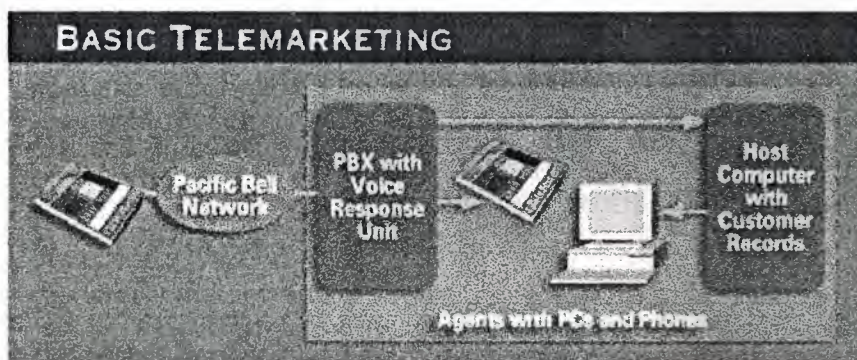 BASIC TELEMARKETING
Pacific Bell
Network
PBX with
Voice
Response
Unit
Host
Computer
with
Customer
Records
Agents with PCs and Phones